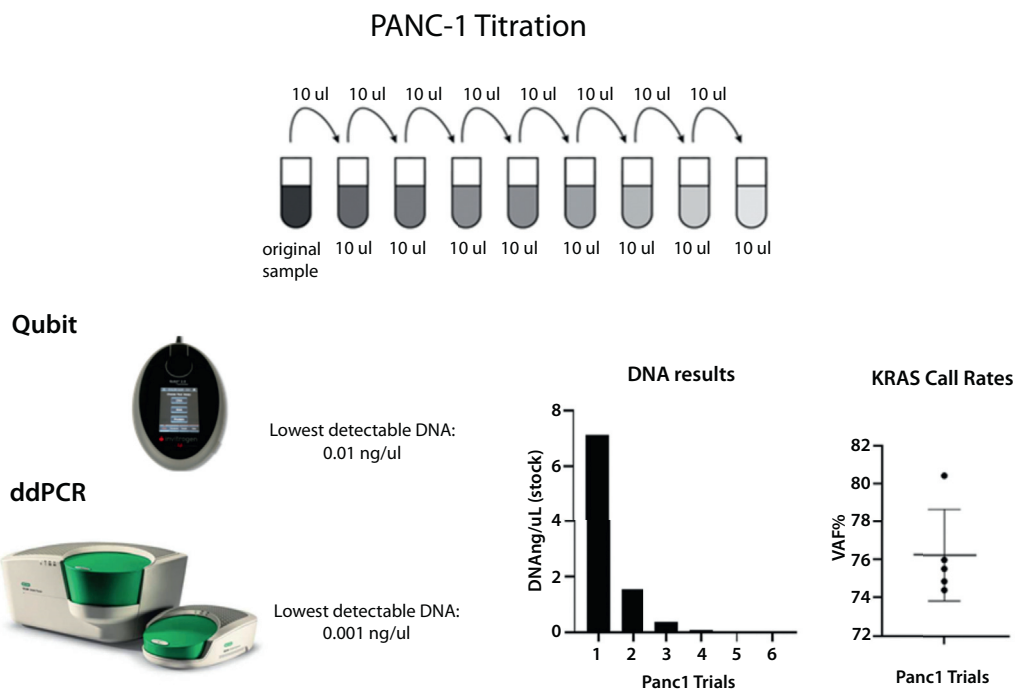 PANC-1 Titration
10 ul 10 ul 10 ul 10 ul 10 ul 10 ul 10 ul 10 ul
original 10 ul 10 ul 10 ul 10 ul 10 ul 10 ul 10 ul 10 ul
sample
Qubit
Lowest detectable DNA:
0.01 ng/ul
ddPCR
Lowest detectable DNA:
0.001 ng/ul
DNA results
DNAng/uL (stock)
8
6
4
2
0
1 2 3 4 5 6
Panc1 Trials
KRAS Call Rates
VAF%
82
80
78
76
74
72
Panc1 Trials